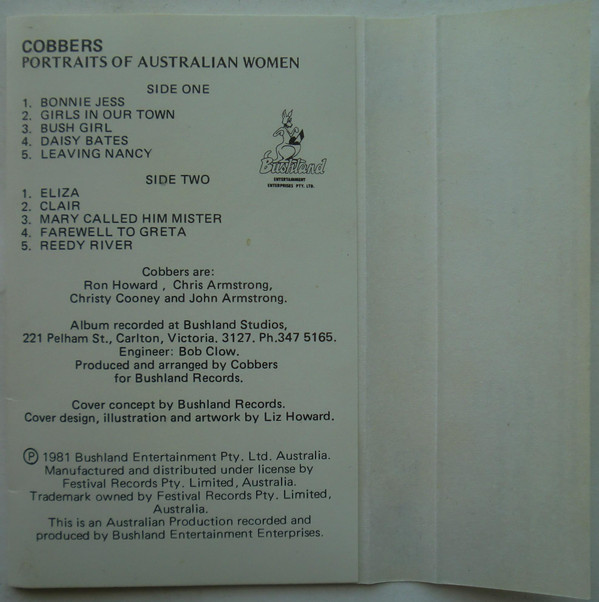 COBBERS
PORTRAITS OF AUSTRALIAN WOMEN
SIDE ONE
1. BONNIE JESS
2. GIRLS IN OUR TOWN
3. BUSH GIRL
4. DAISY BATES
5. LEAVING NANCY
Bushland
ENTERTAINMENT
ENTERPRISES PTY. LTD.
SIDE TWO
1. ELIZA
2. CLAIR
3. MARY CALLED HIM MISTER
4. FAREWELL TO GRETA
5. REEDY RIVER
Cobbers are:
Ron Howard , Chris Armstrong,
Christy Cooney and John Armstrong.
Album recorded at Bushland Studios,
221 Pelham St., Carlton, Victoria. 3127. Ph.347 5165.
Engineer: Bob Clow.
Produced and arranged by Cobbers
for Bushland Records.
Cover concept by Bushland Records.
Cover design, illustration and artwork by Liz Howard.
Ⓟ 1981 Bushland Entertainment Pty. Ltd. Australia.
Manufactured and distributed under license by
Festival Records Pty. Limited, Australia.
Trademark owned by Festival Records Pty. Limited,
Australia.
This is an Australian Production recorded and
produced by Bushland Entertainment Enterprises.